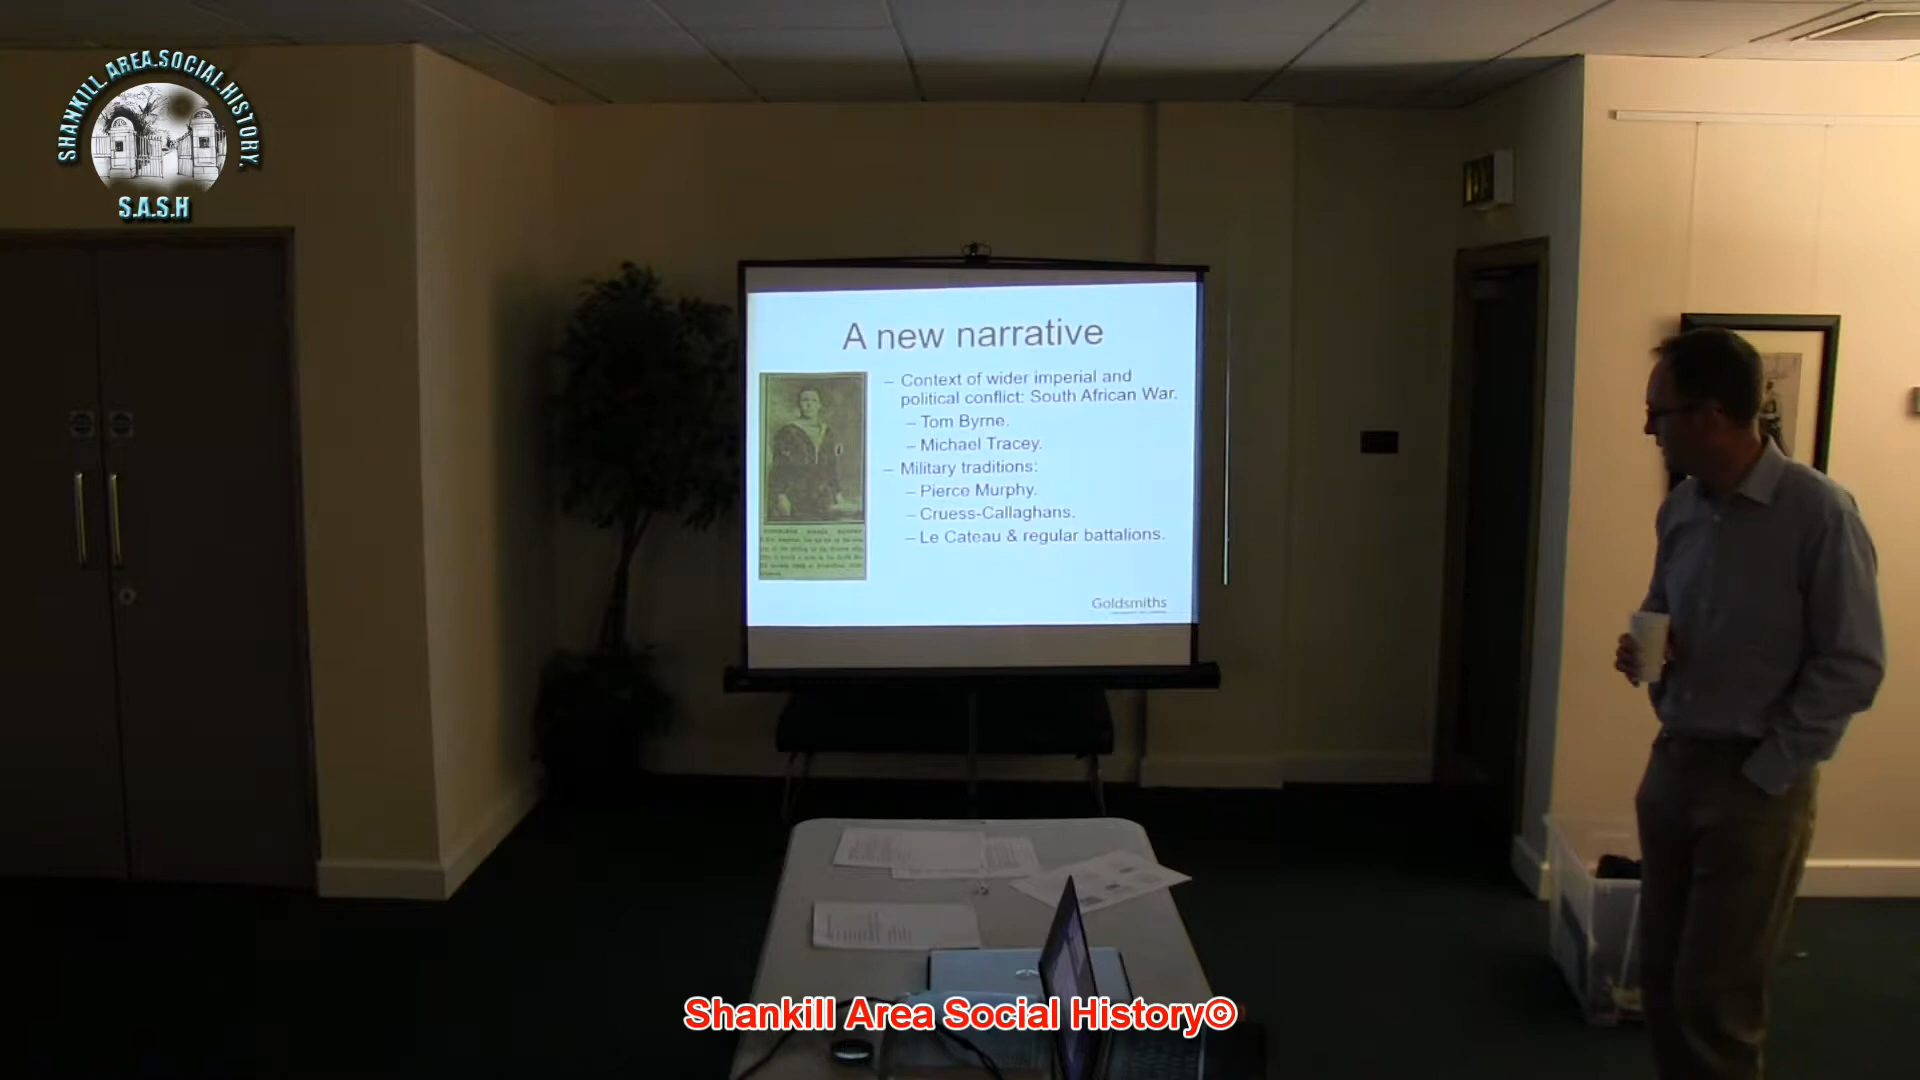 SHANKILL.AREA.SOCIAL.HISTORY.
S.A.S.H
A new narrative
– Context of wider imperial and
political conflict: South African War.
– Tom Byrne.
– Michael Tracey.
– Military traditions:
– Pierce Murphy.
– Cruess-Callaghans.
– Le Cateau & regular battalions.
Goldsmiths
Shankill Area Social History©